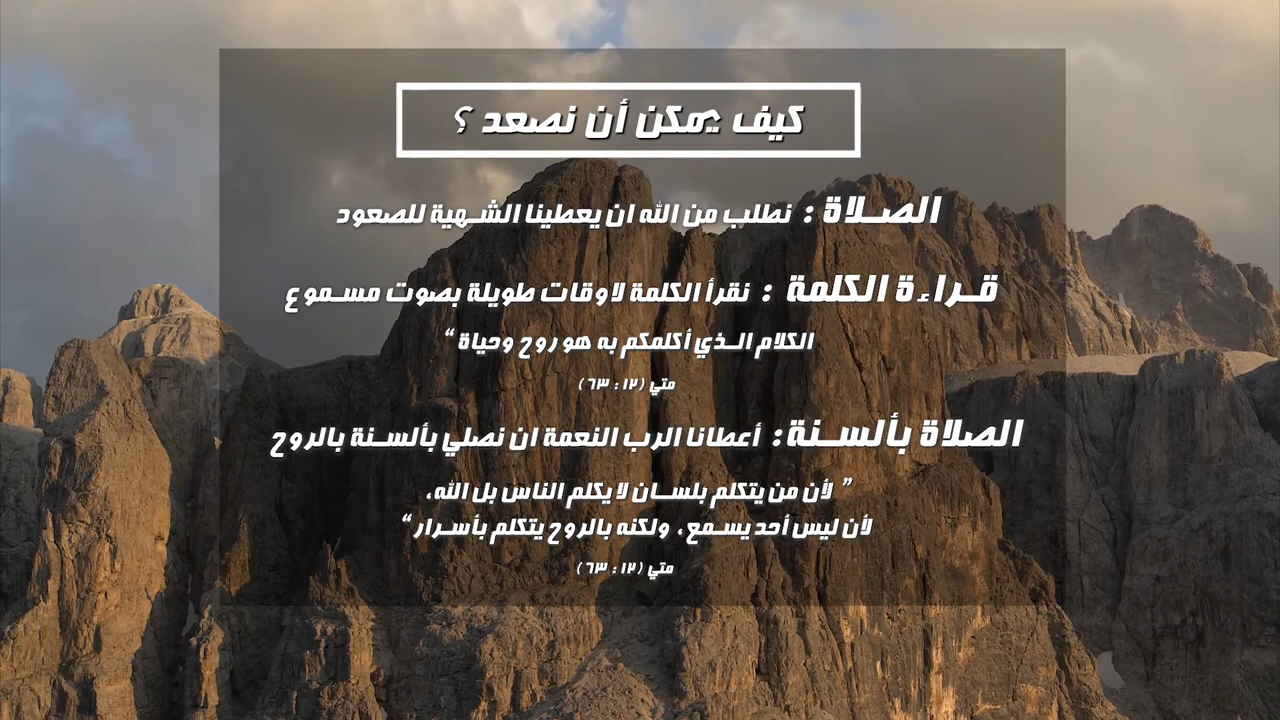 كيف يمكن أن نصعد ؟
الصلاة : نطلب من الله ان يعطينا الشهية للصعود
قراءة الكلمة : نقرأ الكلمة لاوقات طويلة بصوت مسموع
الكلام الذي أكلمكم به هو روح وحياة “
متي (١٢ : ٦٣)
الصلاة بألسنة: أعطانا الرب النعمة ان نصلي بألسنة بالروح
” لأن من يتكلم بلسان لا يكلم الناس بل الله،
لأن ليس أحد يسمع، ولكنه بالروح يتكلم بأسرار“
متي (١٢ : ٦٣)